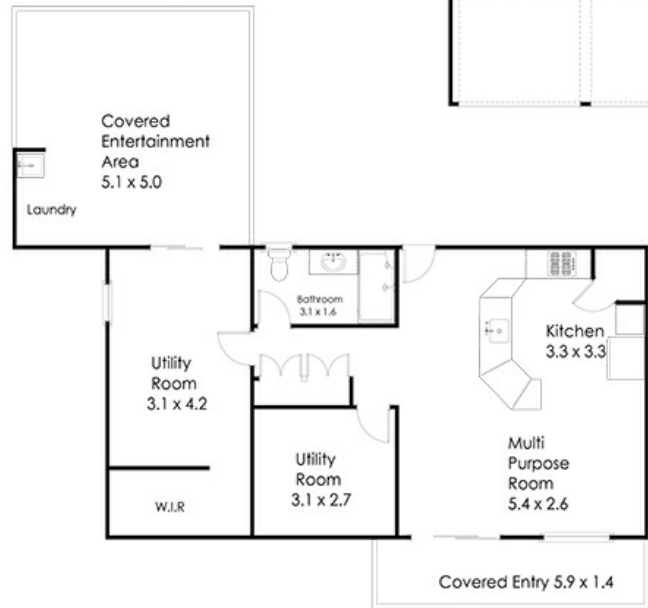 Covered
Entertainment
Area
5.1 x 5.0
Laundry
Bathroom
3.1 x 1.6
Kitchen
3.3 x 3.3
Utility
Room
3.1 x 4.2
Multi
Purpose
Room
5.4 x 2.6
Utility
Room
3.1 x 2.7
W.I.R
Covered Entry 5.9 x 1.4